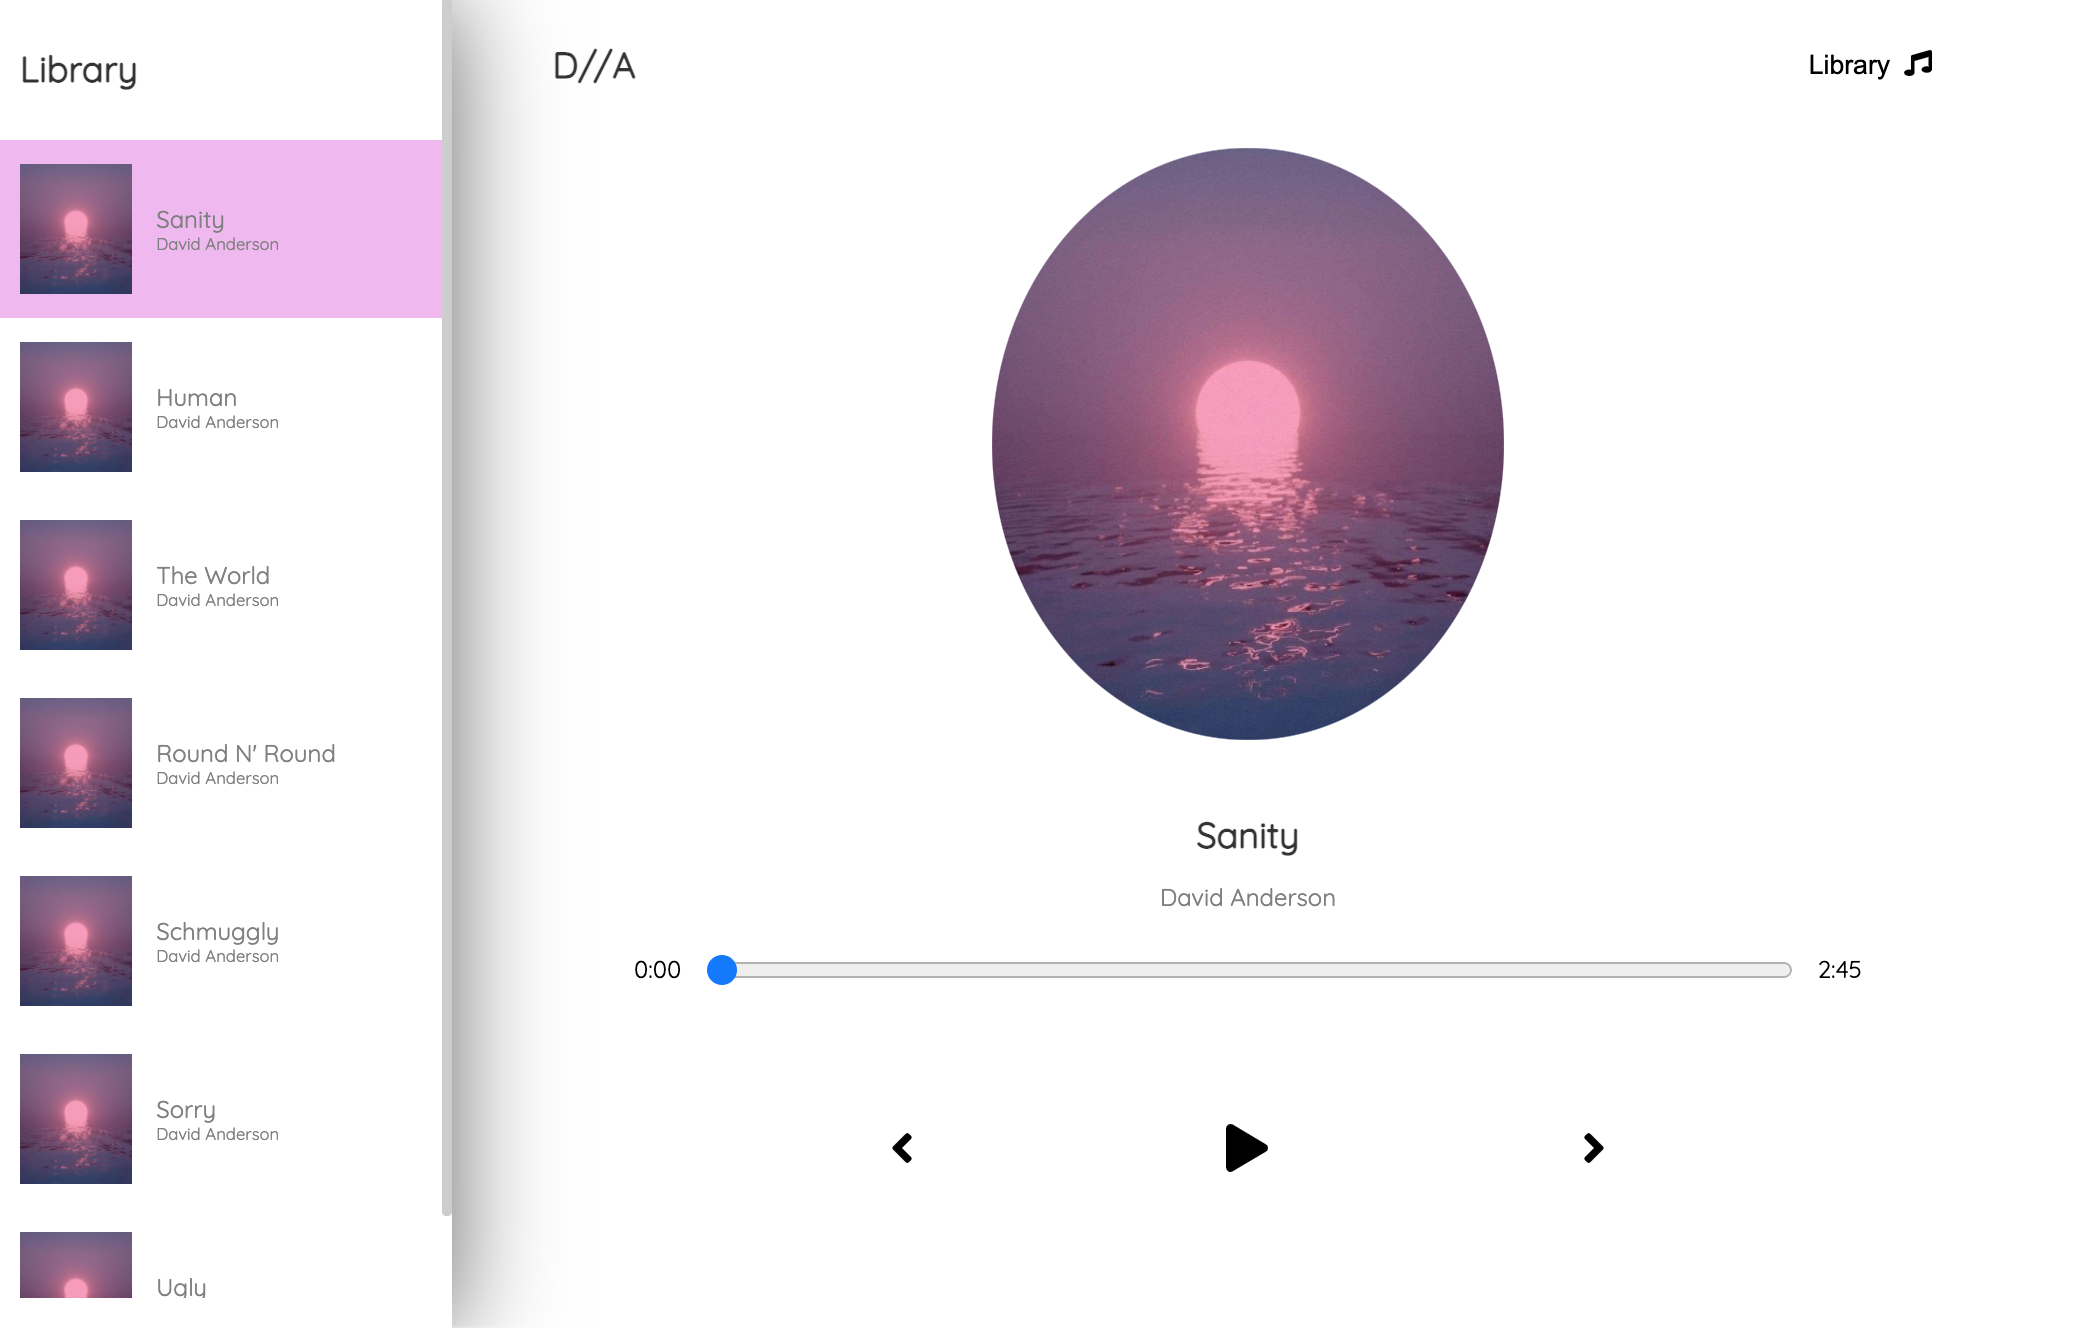 Library
Sanity
David Anderson
Human
David Anderson
The World
David Anderson
Round N' Round
David Anderson
Schmuggly
David Anderson
Sorry
David Anderson
Ugly
D//A
Library
Sanity
David Anderson
0:00
2:45